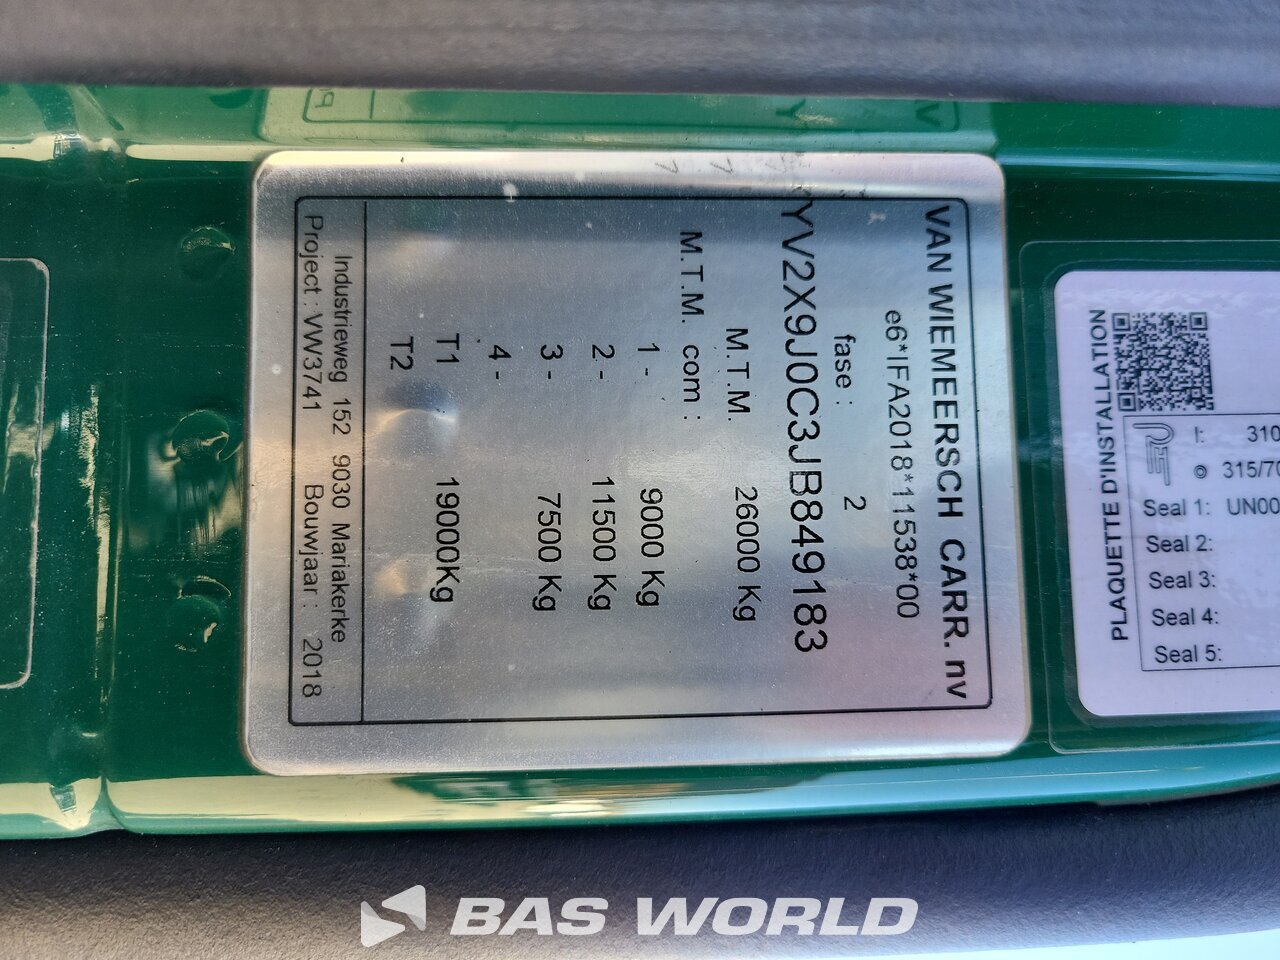 VAN WIEMEERSCH CARR. nv
e6*IFA2018*11538*00
fase : 2
YV2X9J0C3JB849183
M.T.M. 26000 Kg
M.T.M. com :
1 - 9000 Kg
2 - 11500 Kg
3 - 7500 Kg
4 -
T1 19000Kg
T2
Industrieweg 152 9030 Mariakerke
Project : VW3741 Bouwjaar : 2018
PLAQUETTE D'INSTALLATION
l: 310
315/70
Seal 1: UN00
Seal 2:
Seal 3:
Seal 4:
Seal 5:
BAS WORLD